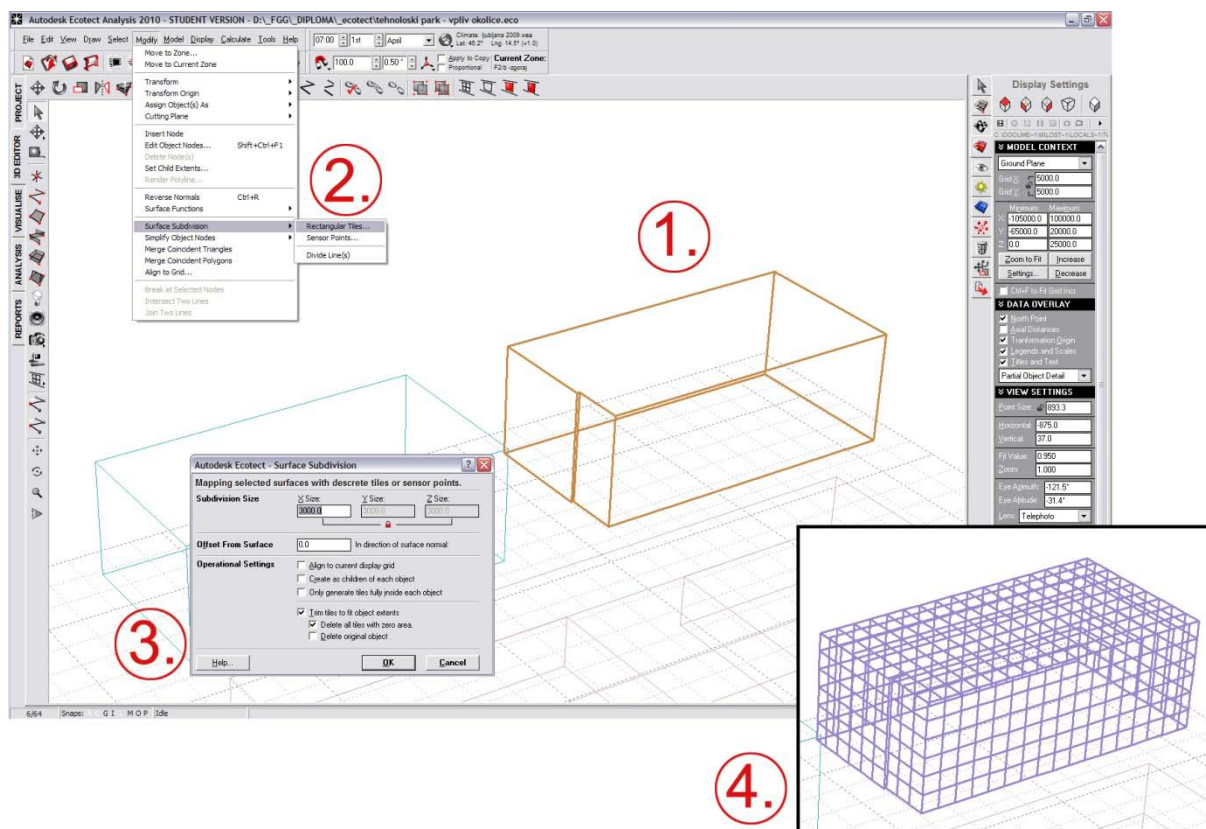 Autodesk Ecotect Analysis 2010 - STUDENT VERSION - D:\_FGG\_DIPLOMA\_ecotect\tehnoloski park - vpliv okolice.eco
File Edit View Draw Select Modify Model Display Calculate Tools Help
07:00 1st April
Climate: ljubljana 2009.wea
Lat: 46.2° Lng: 14.5° (+1.0)
100.0 0.50 °
Apply to Copy
Proportional
Current Zone:
F2/b -zgoraj
PROJECT
3D EDITOR
VISUALISE
ANALYSIS
REPORTS
Move to Zone...
Move to Current Zone
Transform
Transform Origin
Assign Object(s) As
Cutting Plane
Insert Node
Edit Object Nodes... Shift+Ctrl+F1
Delete Node(s)
Set Child Extents...
Render Polyline...
Reverse Normals Ctrl+R
Surface Functions
Surface Subdivision
Simplify Object Nodes
Merge Coincident Triangles
Merge Coincident Polygons
Align to Grid...
Break at Selected Nodes
Intersect Two Lines
Join Two Lines
Rectangular Tiles...
Sensor Points...
Divide Line(s)
2.
1.
Autodesk Ecotect - Surface Subdivision
Mapping selected surfaces with descrete tiles or sensor points.
Subdivision Size
X Size: Y Size: Z Size:
3000.0 3000.0 3000.0
Offset From Surface 0.0 In direction of surface normal.
Operational Settings
Align to current display grid
Create as children of each object
Only generate tiles fully inside each object
Trim tiles to fit object extents
Delete all tiles with zero area.
Delete original object
Help... OK Cancel
3.
Display Settings
MODEL CONTEXT
Ground Plane
Grid X: 5000.0
Grid Y: 5000.0
Minimum: Maximum:
X: -105000.0 100000.0
Y: -65000.0 20000.0
Z: 0.0 25000.0
Zoom to Fit Increase
Settings... Decrease
Ctrl+F to Fit Grid Incr.
DATA OVERLAY
North Point
Axial Distances
Tranformation Origin
Legends and Scales
Titles and Text
Partial Object Detail
VIEW SETTINGS
Point Size: 893.3
Horizontal: -875.0
Vertical: 37.0
Fit Value: 0.950
Zoom: 1.000
Eye Azimuth: -121.5°
Eye Altitude: -31.4°
Lens: Telephoto
6/64 Snaps: G I M O P Idle
4.